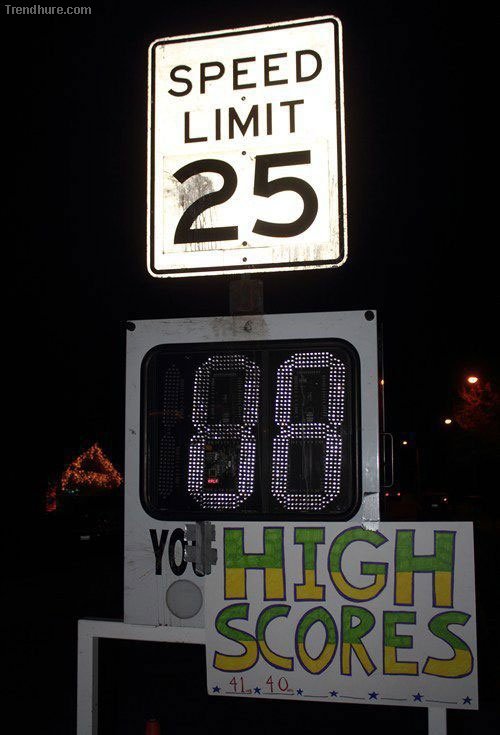 Trendhure.com
SPEED
LIMIT
25
88
YO
HIGH
SCORES
41 40